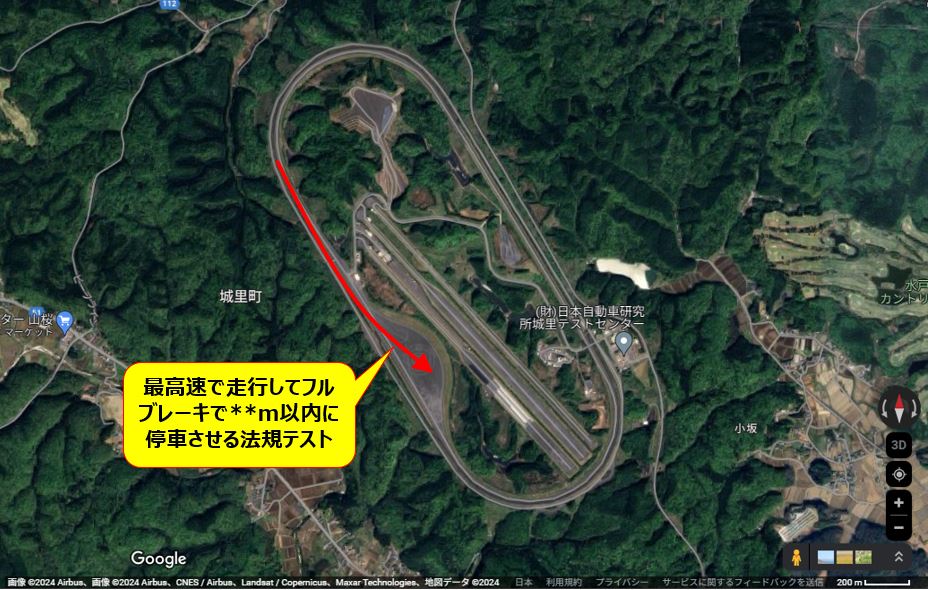 112
城里町
51
ター 山桜
マーケット
(財)日本自動車研究
所城里テストセンター
水戸
カントリ
最高速で走行してフル
ブレーキで**m以内に
停車させる法規テスト
小坂
3D
Google
画像 ©2024 Airbus、画像 ©2024 Airbus、CNES / Airbus、Landsat / Copernicus、Maxar Technologies、地図データ ©2024 日本 利用規約 プライバシー サービスに関するフィードバックを送信 200 m